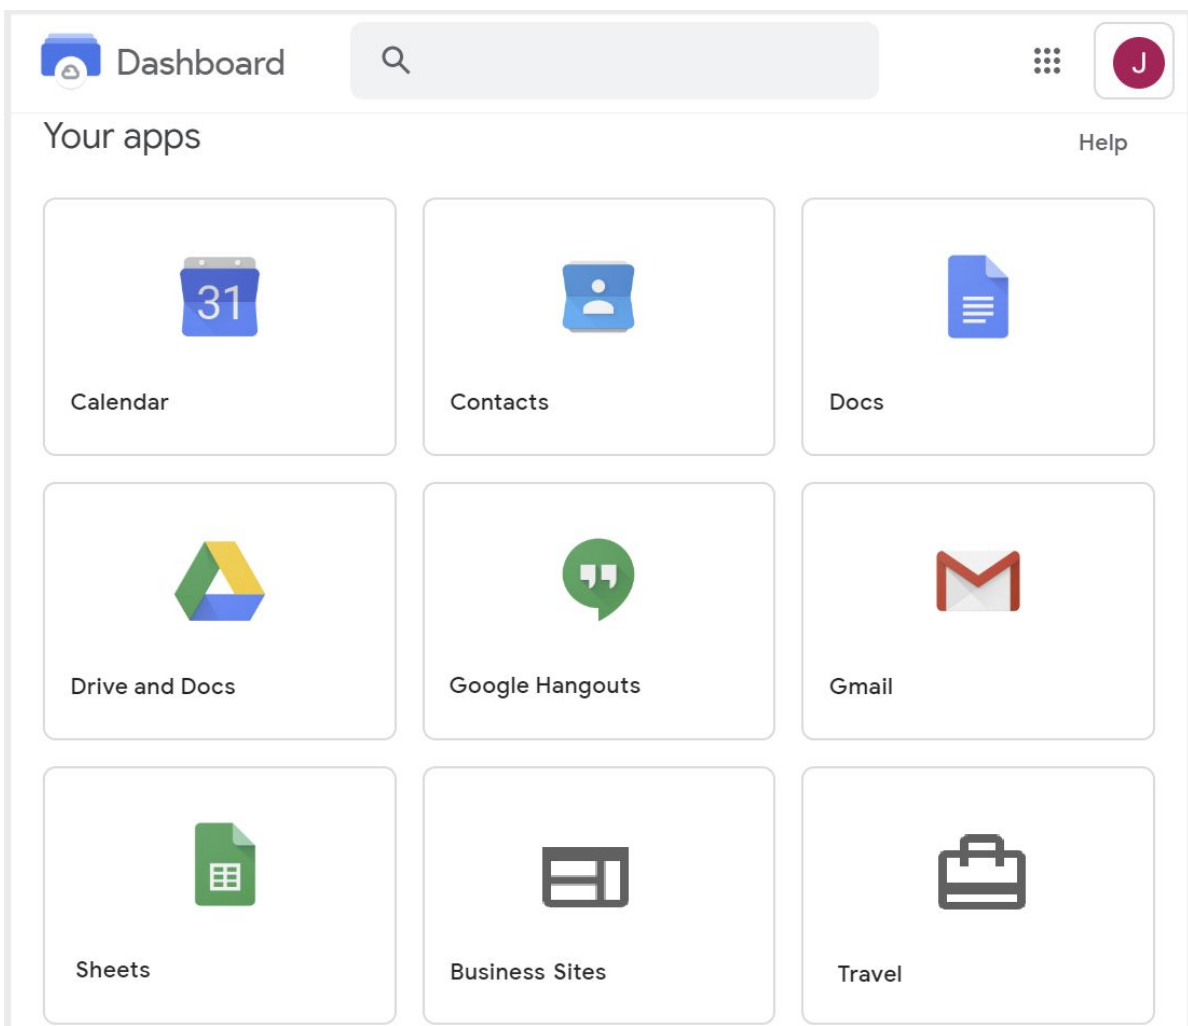 Dashboard
J
Your apps
Help
31
Calendar
Contacts
Docs
Drive and Docs
Google Hangouts
Gmail
Sheets
Business Sites
Travel